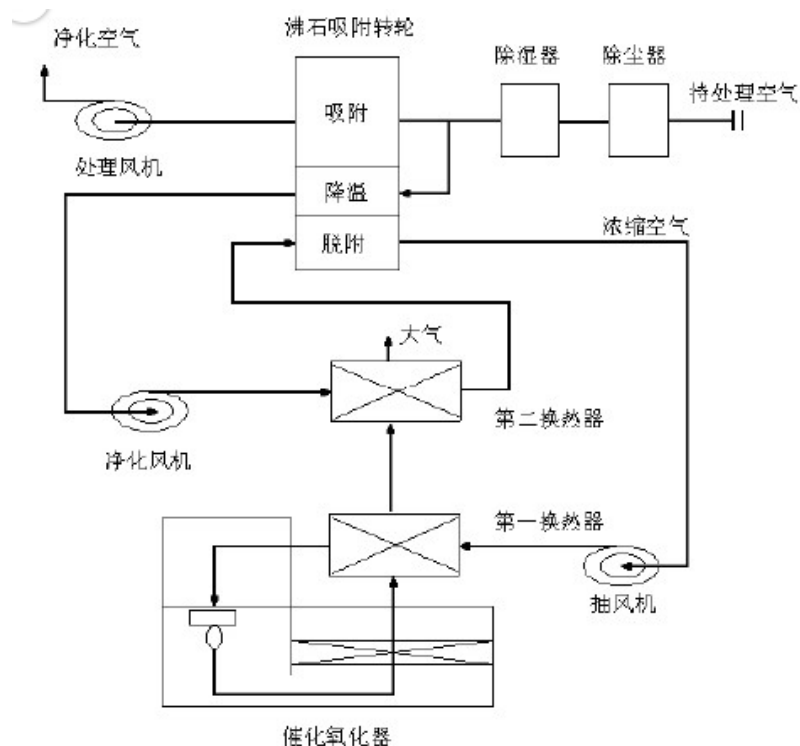 沸石吸附转轮
净化空气
除湿器
除尘器
待处理空气
吸附
处理风机
降温
脱附
浓缩空气
大气
第二换热器
净化风机
第一换热器
抽风机
催化氧化器